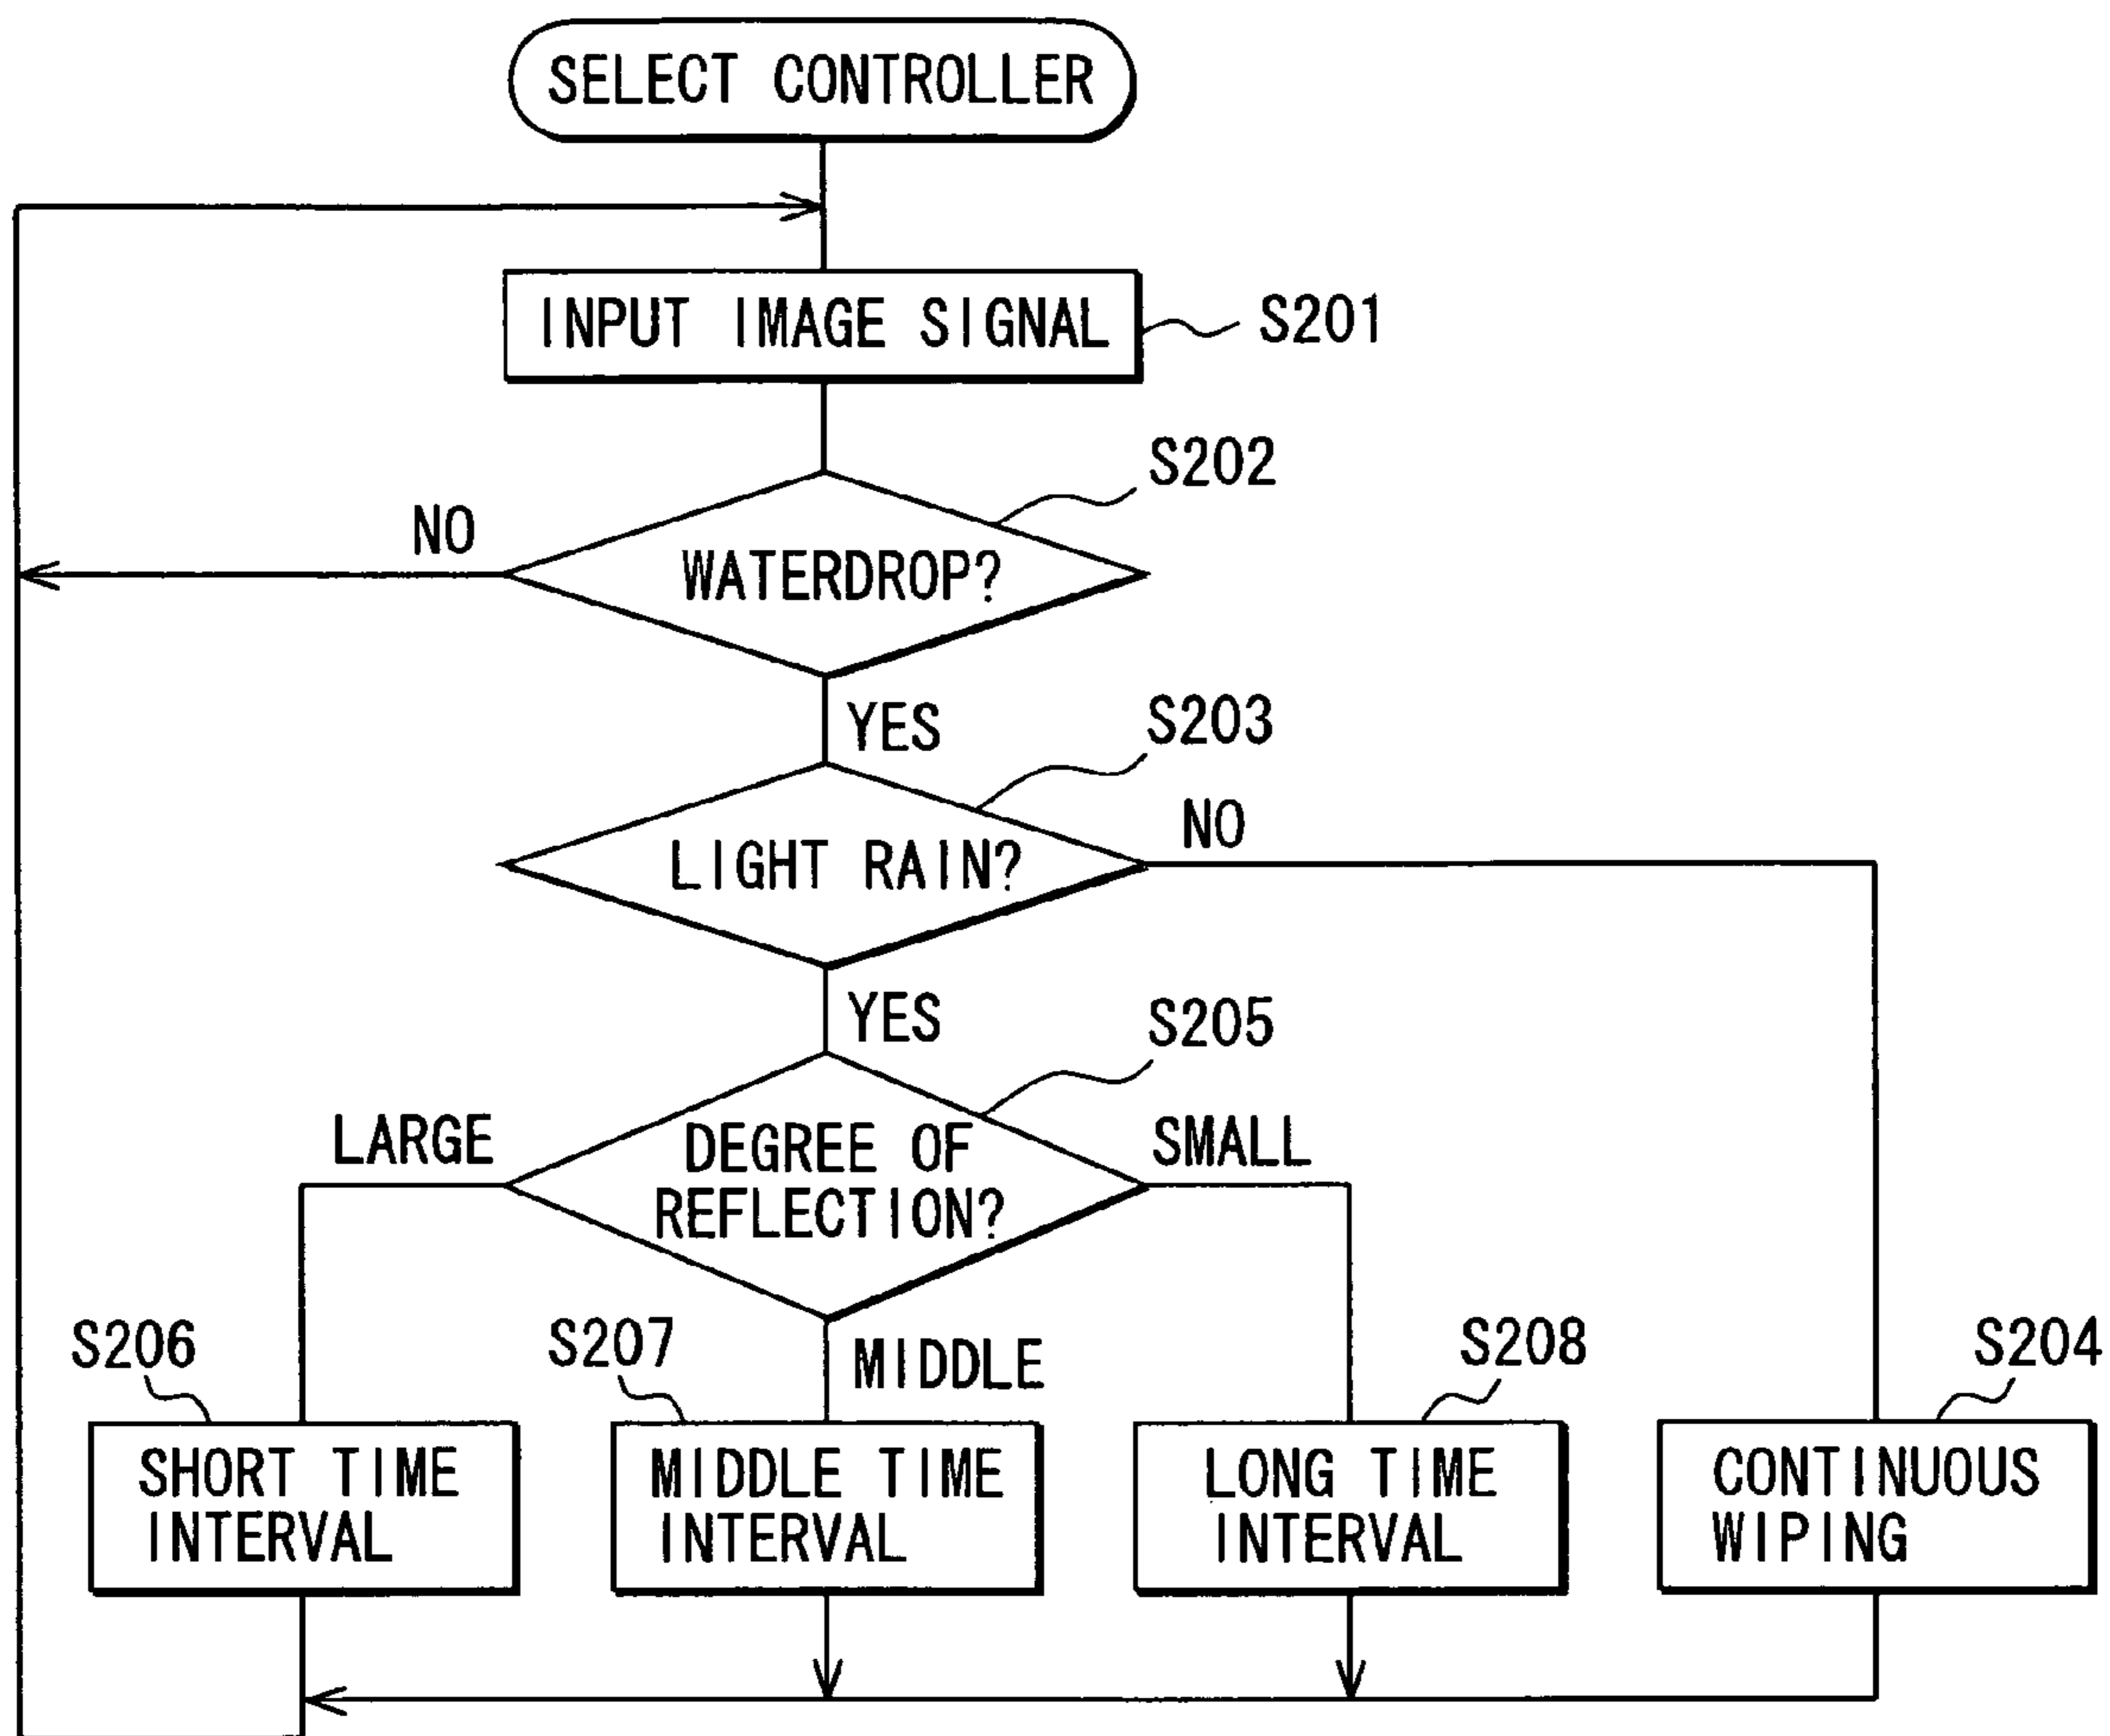 SELECT CONTROLLER
INPUT IMAGE SIGNAL
S201
S202
NO
WATERDROP?
YES
S203
NO
LIGHT RAIN?
YES
S205
LARGE
DEGREE OF
REFLECTION?
SMALL
S206
S207
MIDDLE
S208
S204
SHORT TIME
INTERVAL
MIDDLE TIME
INTERVAL
LONG TIME
INTERVAL
CONTINUOUS
WIPING